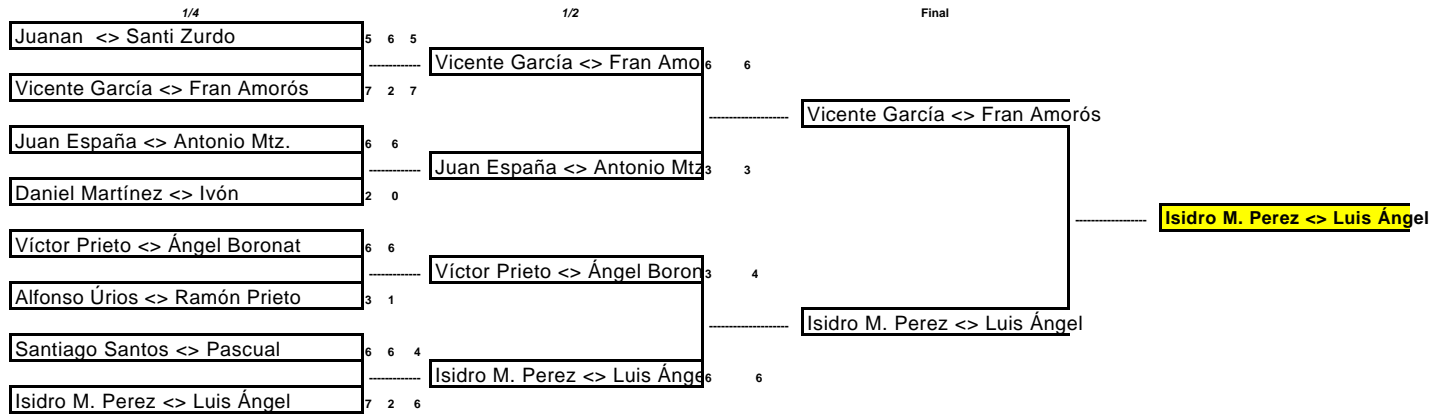 1/4 1/2 Final
Juanan <> Santi Zurdo 5 6 5
------------- Vicente García <> Fran Amo 6 6
Vicente García <> Fran Amorós 7 2 7
-------------------- Vicente García <> Fran Amorós
Juan España <> Antonio Mtz. 6 6
------------- Juan España <> Antonio Mtz 3 3
Daniel Martínez <> Ivón 2 0
------------------ Isidro M. Perez <> Luis Ángel
Víctor Prieto <> Ángel Boronat 6 6
------------- Víctor Prieto <> Ángel Boron 3 4
Alfonso Úrios <> Ramón Prieto 3 1
-------------------- Isidro M. Perez <> Luis Ángel
Santiago Santos <> Pascual 6 6 4
------------- Isidro M. Perez <> Luis Ánge 6 6
Isidro M. Perez <> Luis Ángel 7 2 6